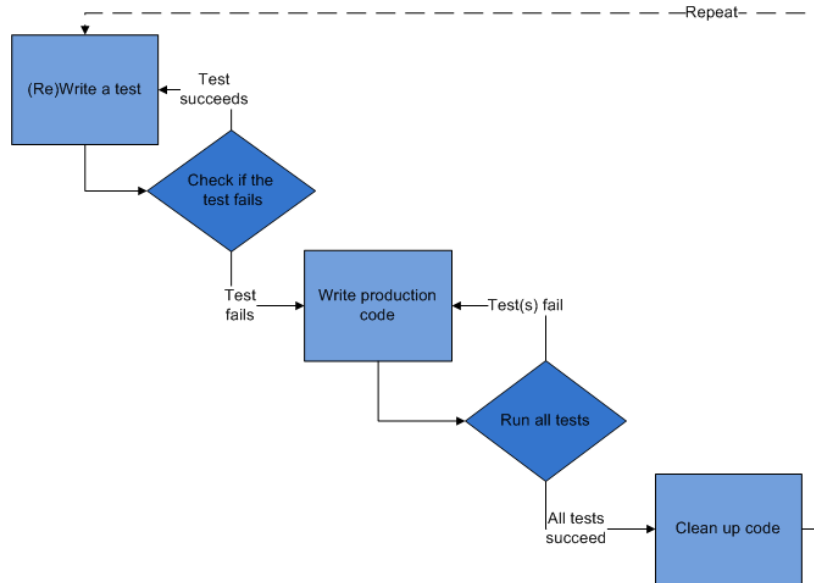 Repeat
(Re)Write a test
Test
succeeds
Check if the
test fails
Test
fails
Write production
code
Test(s) fail
Run all tests
All tests
succeed
Clean up code